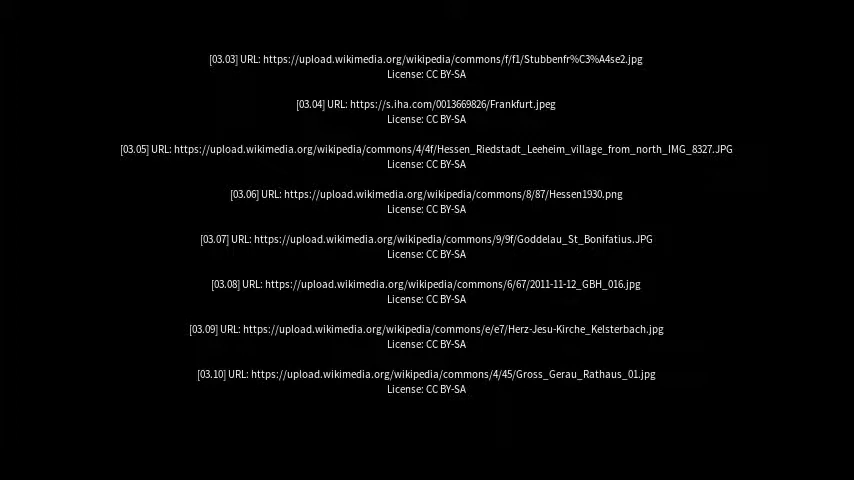 [03.03] URL: https://upload.wikimedia.org/wikipedia/commons/f/f1/Stubbenfr%C3%A4se2.jpg
License: CC BY-SA
[03.04] URL: https://s.iha.com/0013669826/Frankfurt.jpeg
License: CC BY-SA
[03.05] URL: https://upload.wikimedia.org/wikipedia/commons/4/4f/Hessen_Riedstadt_Leeheim_village_from_north_IMG_8327.JPG
License: CC BY-SA
[03.06] URL: https://upload.wikimedia.org/wikipedia/commons/8/87/Hessen1930.png
License: CC BY-SA
[03.07] URL: https://upload.wikimedia.org/wikipedia/commons/9/9f/Goddelau_St_Bonifatius.JPG
License: CC BY-SA
[03.08] URL: https://upload.wikimedia.org/wikipedia/commons/6/67/2011-11-12_GBH_016.jpg
License: CC BY-SA
[03.09] URL: https://upload.wikimedia.org/wikipedia/commons/e/e7/Herz-Jesu-Kirche_Kelsterbach.jpg
License: CC BY-SA
[03.10] URL: https://upload.wikimedia.org/wikipedia/commons/4/45/Gross_Gerau_Rathaus_01.jpg
License: CC BY-SA